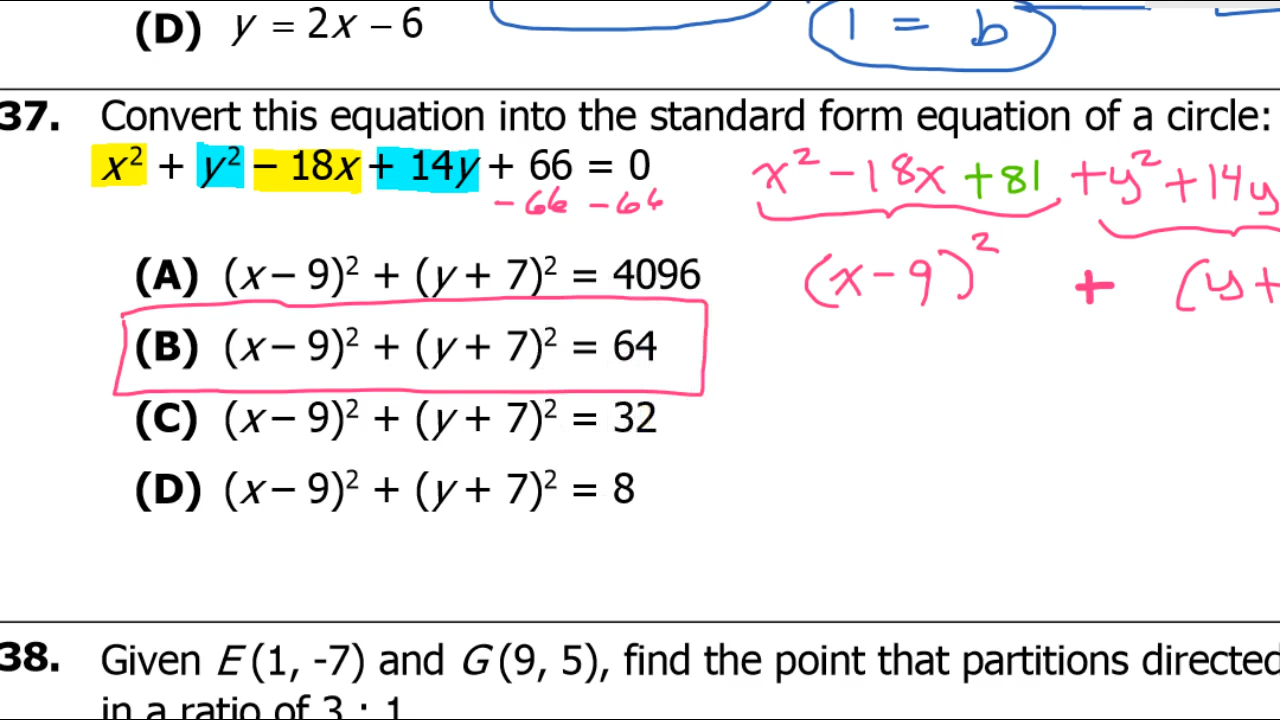 (D) y = 2x – 6
1 = b
37. Convert this equation into the standard form equation of a circle:
x² + y² – 18x + 14y + 66 = 0
– 66 – 66
x² – 18x + 81 + y² + 14y
(A) (x – 9)² + (y + 7)² = 4096
(x – 9)² + (y +
(B) (x – 9)² + (y + 7)² = 64
(C) (x – 9)² + (y + 7)² = 32
(D) (x – 9)² + (y + 7)² = 8
38. Given E (1, -7) and G (9, 5), find the point that partitions directed
in a ratio of 3 : 1